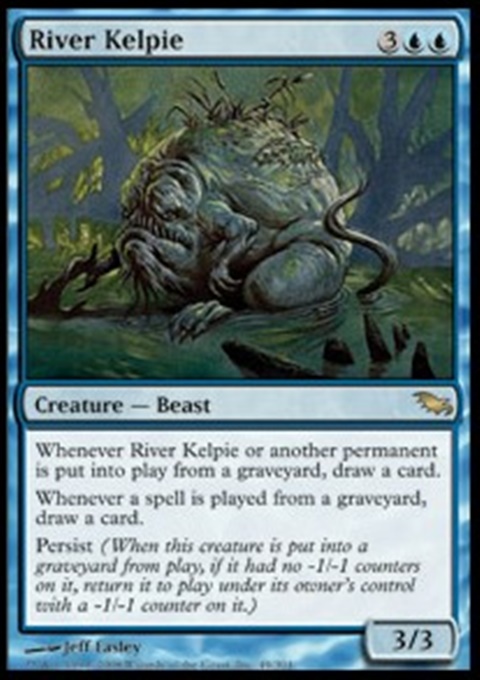 River Kelpie 3
Creature — Beast
Whenever River Kelpie or another permanent
is put into play from a graveyard, draw a card.
Whenever a spell is played from a graveyard,
draw a card.
Persist (When this creature is put into a
graveyard from play, if it had no -1/-1 counters
on it, return it to play under its owner's control
with a -1/-1 counter on it.)
Jeff Easley
3/3